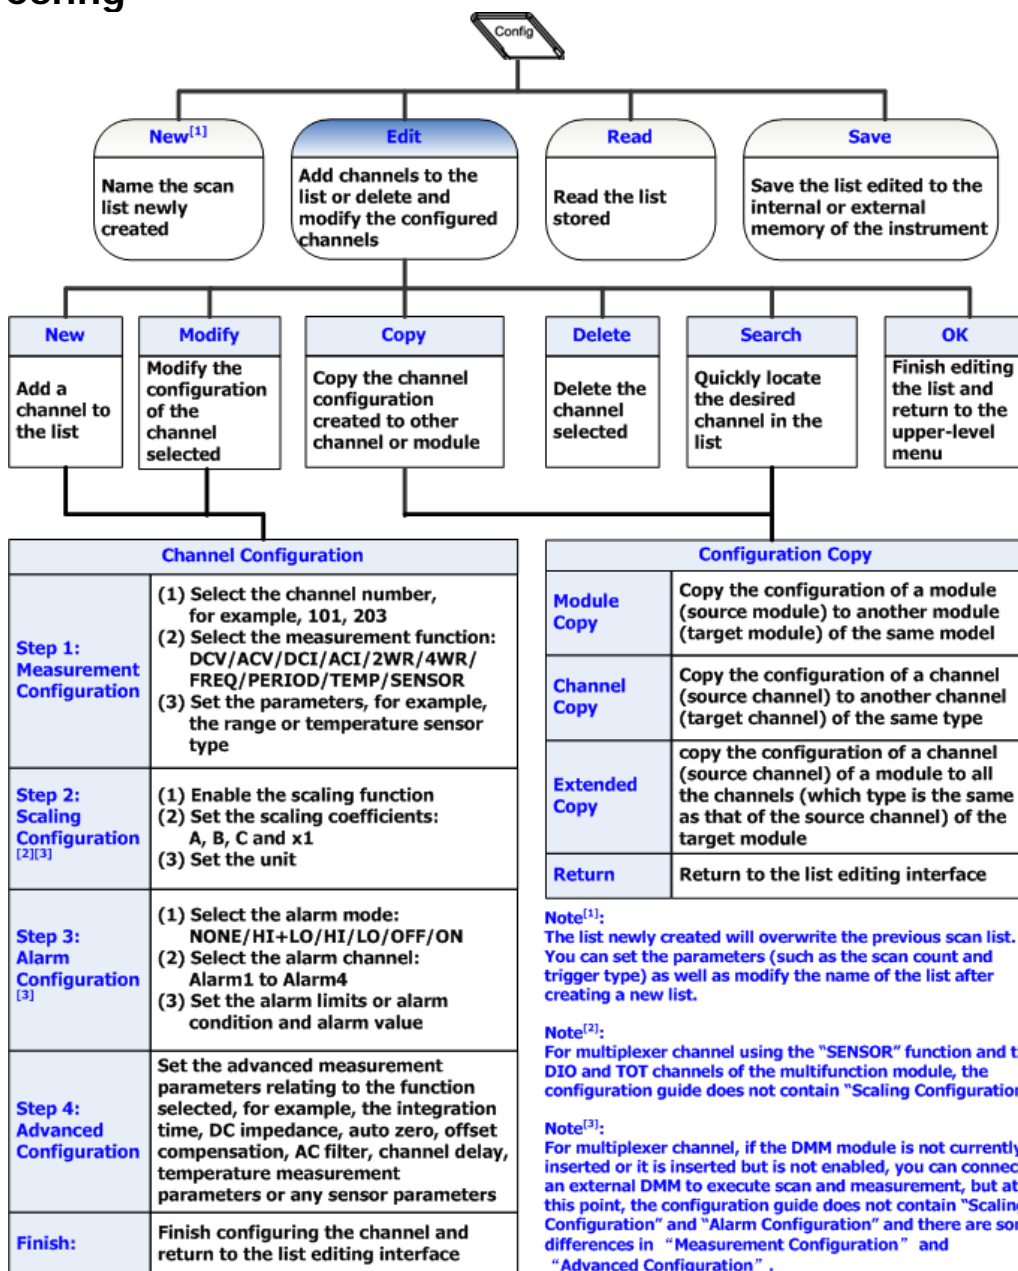 Config
New[1]
Name the scan
list newly
created
Edit
Add channels to the
list or delete and
modify the configured
channels
Read
Read the list
stored
Save
Save the list edited to the
internal or external
memory of the instrument
New
Add a
channel to
the list
Modify
Modify the
configuration
of the
channel
selected
Copy
Copy the channel
configuration
created to other
channel or module
Delete
Delete the
channel
selected
Search
Quickly locate
the desired
channel in the
list
OK
Finish editing
the list and
return to the
upper-level
menu
Channel Configuration
Step 1:
Measurement
Configuration
(1) Select the channel number,
for example, 101, 203
(2) Select the measurement function:
DCV/ACV/DCI/ACI/2WR/4WR/
FREQ/PERIOD/TEMP/SENSOR
(3) Set the parameters, for example,
the range or temperature sensor
type
Step 2:
Scaling
Configuration
[2][3]
(1) Enable the scaling function
(2) Set the scaling coefficients:
A, B, C and x1
(3) Set the unit
Step 3:
Alarm
Configuration
[3]
(1) Select the alarm mode:
NONE/HI+LO/HI/LO/OFF/ON
(2) Select the alarm channel:
Alarm1 to Alarm4
(3) Set the alarm limits or alarm
condition and alarm value
Step 4:
Advanced
Configuration
Set the advanced measurement
parameters relating to the function
selected, for example, the integration
time, DC impedance, auto zero, offset
compensation, AC filter, channel delay,
temperature measurement
parameters or any sensor parameters
Finish:
Finish configuring the channel and
return to the list editing interface
Configuration Copy
Module
Copy
Copy the configuration of a module
(source module) to another module
(target module) of the same model
Channel
Copy
Copy the configuration of a channel
(source channel) to another channel
(target channel) of the same type
Extended
Copy
copy the configuration of a channel
(source channel) of a module to all
the channels (which type is the same
as that of the source channel) of the
target module
Return
Return to the list editing interface
Note[1]:
The list newly created will overwrite the previous scan list.
You can set the parameters (such as the scan count and
trigger type) as well as modify the name of the list after
creating a new list.
Note[2]:
For multiplexer channel using the "SENSOR" function and
DIO and TOT channels of the multifunction module, the
configuration guide does not contain "Scaling Configuration
Note[3]:
For multiplexer channel, if the DMM module is not currently
inserted or it is inserted but is not enabled, you can connect
an external DMM to execute scan and measurement, but at
this point, the configuration guide does not contain "Scaling
Configuration" and "Alarm Configuration" and there are
differences in “Measurement Configuration” and
“Advanced Configuration”.